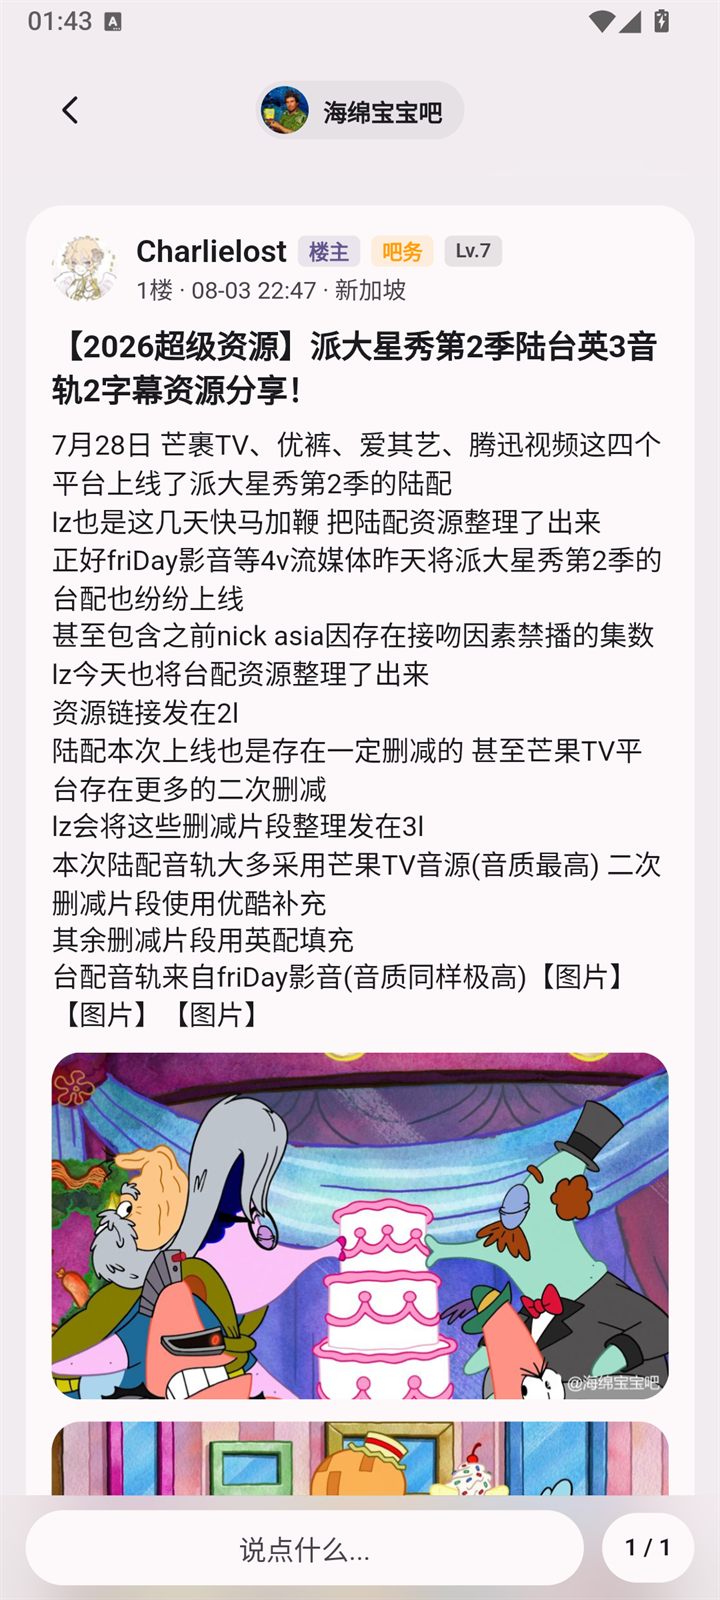 01:43 A
海绵宝宝吧
Charlielost 楼主 吧务 Lv.7
1楼 · 08-03 22:47 · 新加坡
【2026超级资源】派大星秀第2季陆台英3音
轨2字幕资源分享！
7月28日 芒裹TV、优裤、爱其艺、腾迅视频这四个
平台上线了派大星秀第2季的陆配
lz也是这几天快马加鞭 把陆配资源整理了出来
正好friDay影音等4v流媒体昨天将派大星秀第2季的
台配也纷纷上线
甚至包含之前nick asia因存在接吻因素禁播的集数
lz今天也将台配资源整理了出来
资源链接发在2l
陆配本次上线也是存在一定删减的 甚至芒果TV平
台存在更多的二次删减
lz会将这些删减片段整理发在3l
本次陆配音轨大多采用芒果TV音源(音质最高) 二次
删减片段使用优酷补充
其余删减片段用英配填充
台配音轨来自friDay影音(音质同样极高)【图片】
【图片】【图片】
@海绵宝宝吧
说点什么...
1 / 1